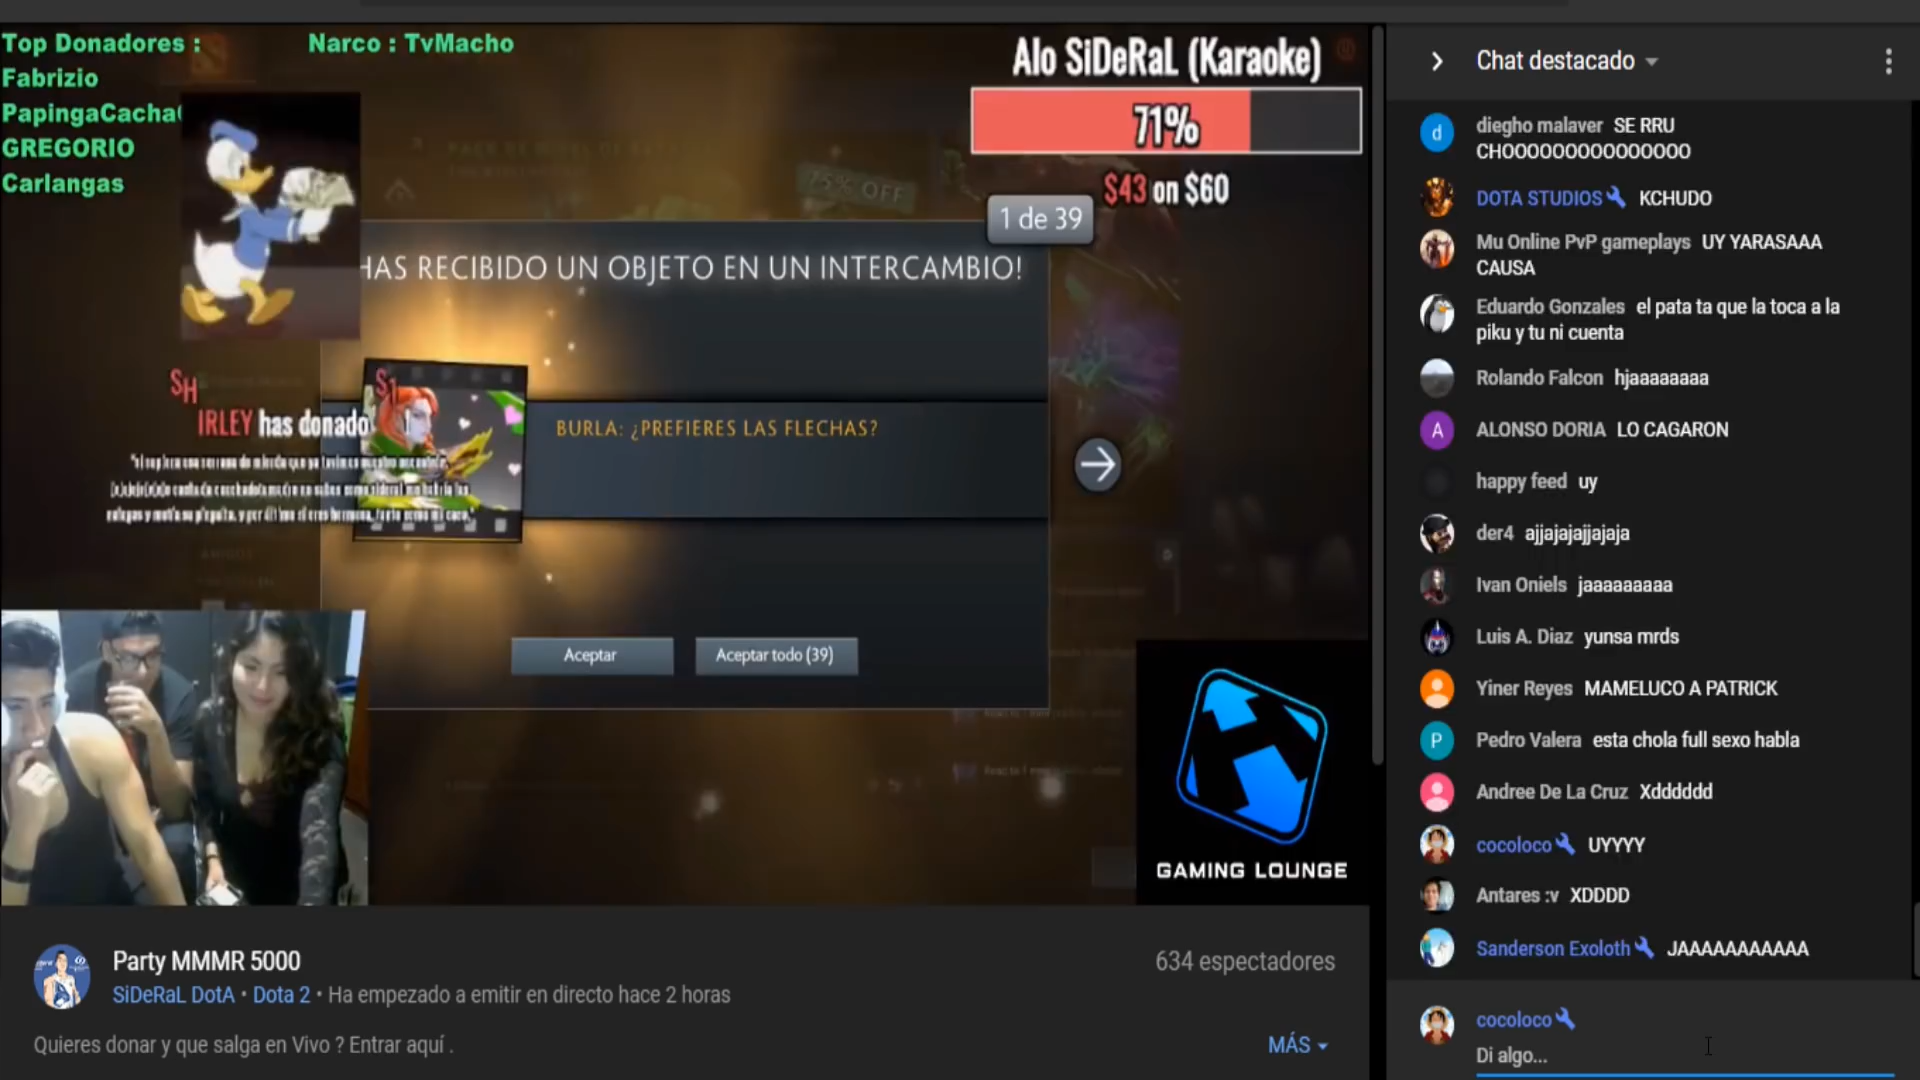 Top Donadores :
Narco : TvMacho
Fabrizio
PapingaCacha
GREGORIO
Carlangas
Alo SiDeRaL (Karaoke)
71%
$43 on $60
75% OFF
1 de 39
HAS RECIBIDO UN OBJETO EN UN INTERCAMBIO!
SH
$1
IRLEY has donado !
BURLA: ¿PREFIERES LAS FLECHAS?
Aceptar
Aceptar todo (39)
GAMING LOUNGE
Party MMMR 5000
634 espectadores
SiDeRaL DotA • Dota 2 • Ha empezado a emitir en directo hace 2 horas
Quieres donar y que salga en Vivo ? Entrar aquí .
MÁS
Chat destacado
d
diegho malaver SE RRU
CHOOOOOOOOOOOOOOO
DOTA STUDIOS KCHUDO
Mu Online PvP gameplays UY YARASAAA
CAUSA
Eduardo Gonzales el pata ta que la toca a la
piku y tu ni cuenta
Rolando Falcon hjaaaaaaaa
A
ALONSO DORIA LO CAGARON
happy feed uy
der4 ajjajajajjajaja
Ivan Oniels jaaaaaaaaa
Luis A. Diaz yunsa mrds
Yiner Reyes MAMELUCO A PATRICK
P
Pedro Valera esta chola full sexo habla
Andree De La Cruz Xdddddd
cocoloco UYYYY
Antares :v XDDDD
Sanderson Exoloth JAAAAAAAAAAA
cocoloco
Di algo...